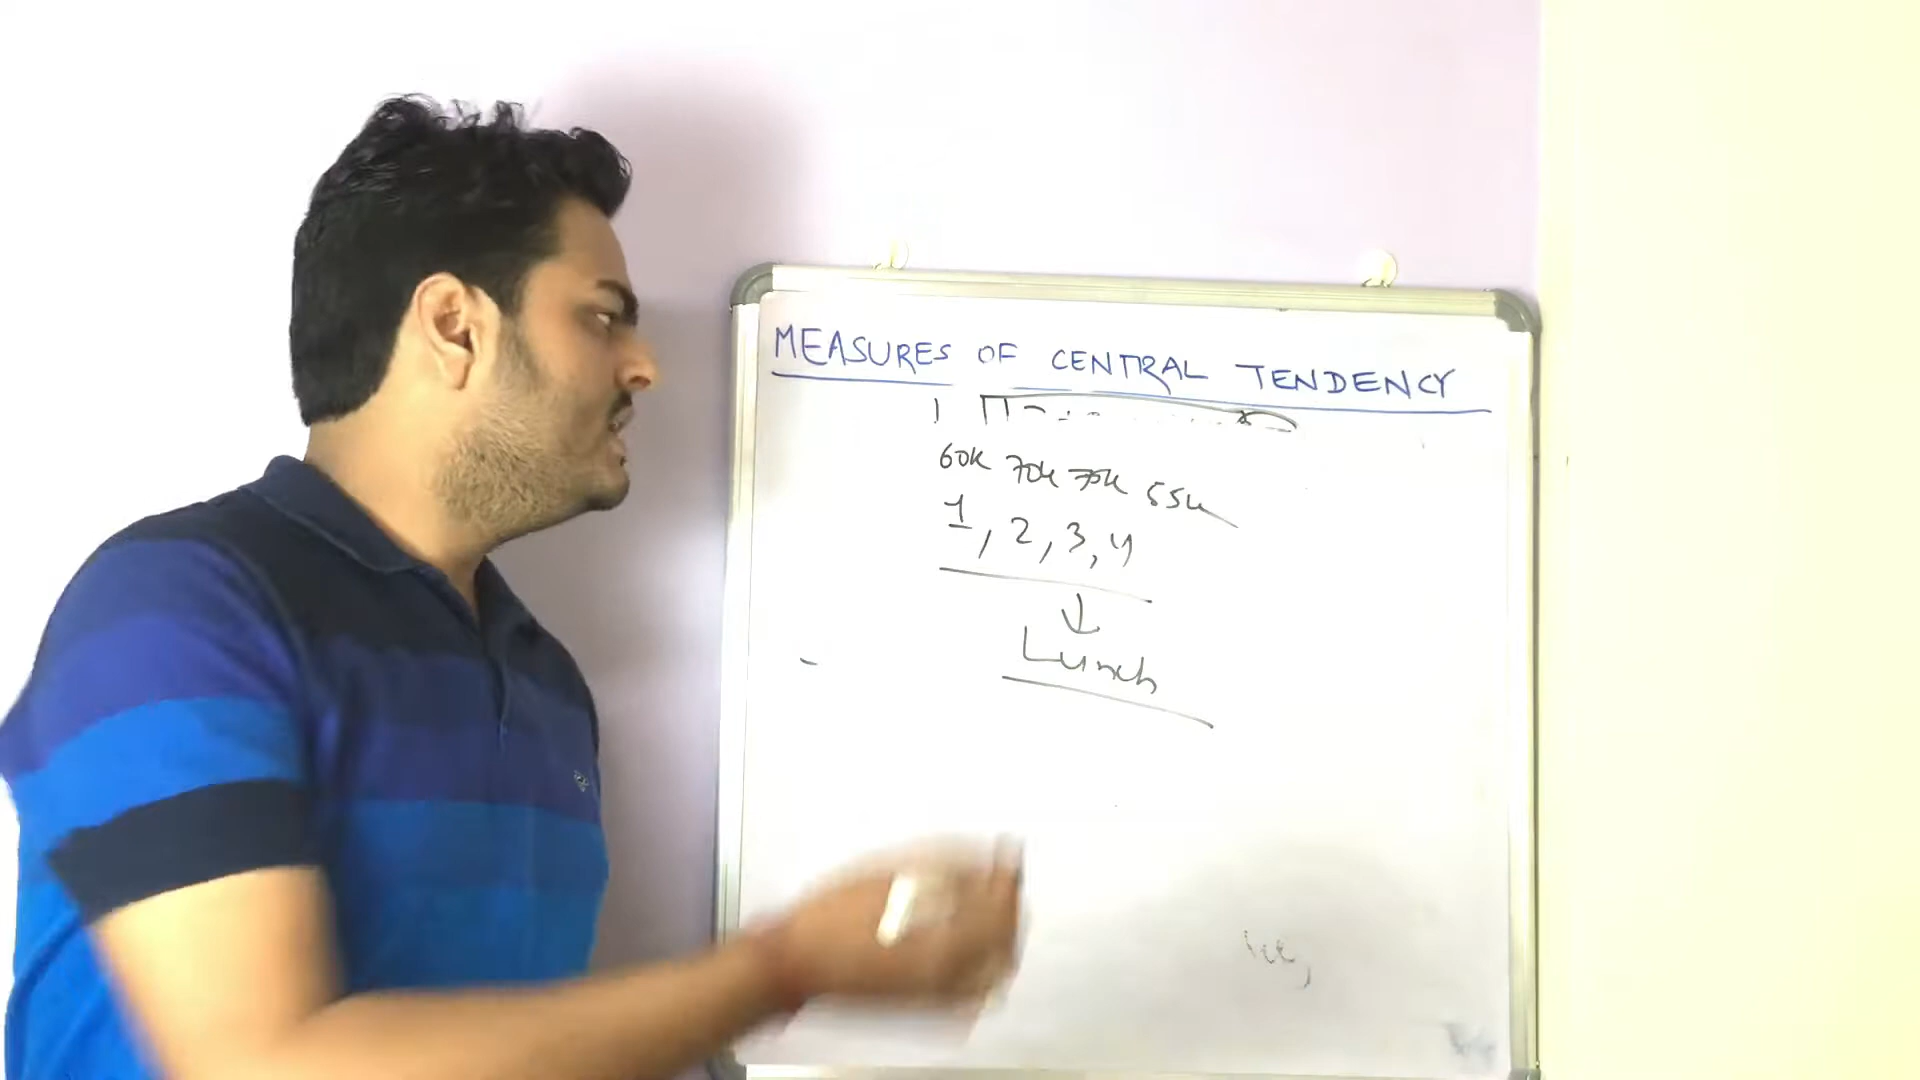 MEASURES OF CENTRAL TENDENCY
60K 70K 75K 55K
1, 2, 3, 4
Lunch